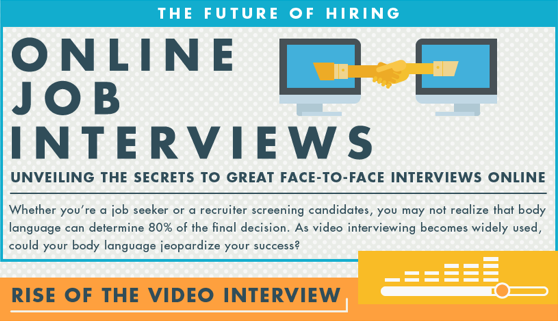 THE FUTURE OF HIRING
ONLINE
JOB
INTERVIEWS
UNVEILING THE SECRETS TO GREAT FACE-TO-FACE INTERVIEWS ONLINE
Whether you're a job seeker or a recruiter screening candidates, you may not realize that body
language can determine 80% of the final decision. As video interviewing becomes widely used,
could your body language jeopardize your success?
RISE OF THE VIDEO INTERVIEW